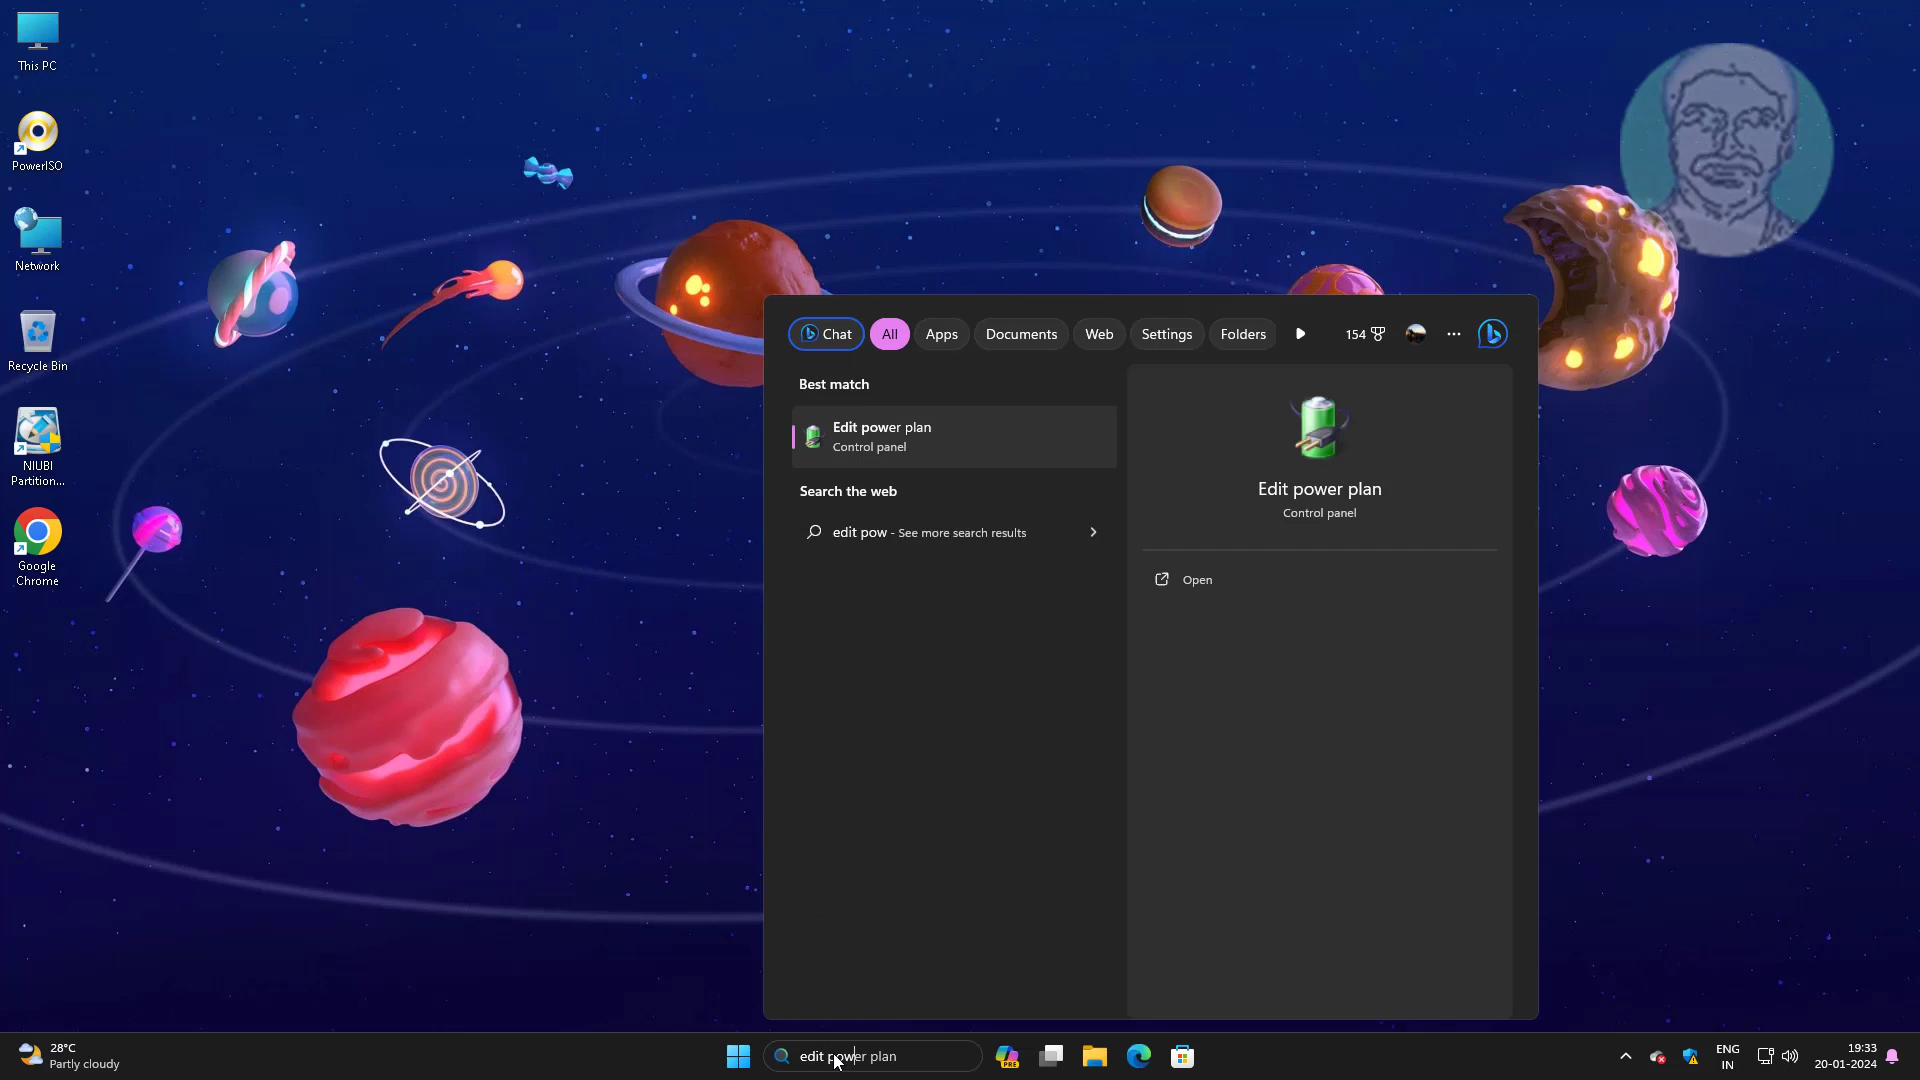 This PC
PowerISO
Network
Recycle Bin
NIUBI
Partition...
Google
Chrome
Chat
All
Apps
Documents
Web
Settings
Folders
154
Best match
Edit power plan
Control panel
Search the web
edit pow - See more search results
Edit power plan
Control panel
Open
28°C
Partly cloudy
edit power plan
PRE
ENG
IN
19:33
20-01-2024